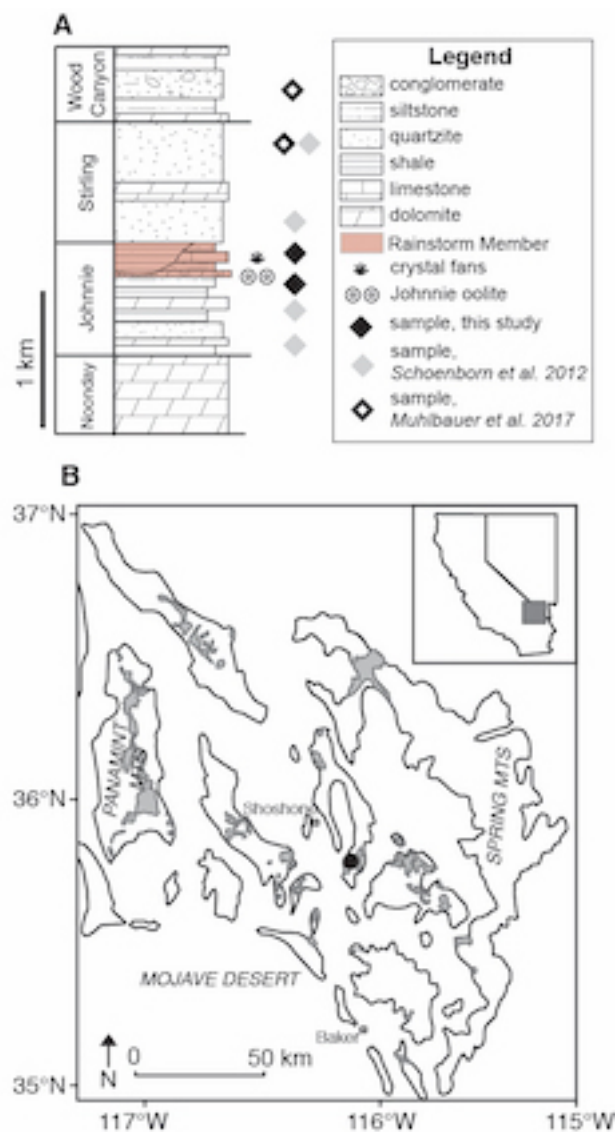 A
Wood
Canyon
Stirling
Johnnie
Noonday
1 km
Legend
conglomerate
siltstone
quartzite
shale
limestone
dolomite
Rainstorm Member
crystal fans
Johnnie oolite
sample, this study
sample,
Schoenborn et al. 2012
sample,
Muhlbauer et al. 2017
B
37°N
36°N
35°N
PANAMINT
MTS
Shoshone
SPRING MTS
MOJAVE DESERT
Baker
N
0 50 km
117°W 116°W 115°W